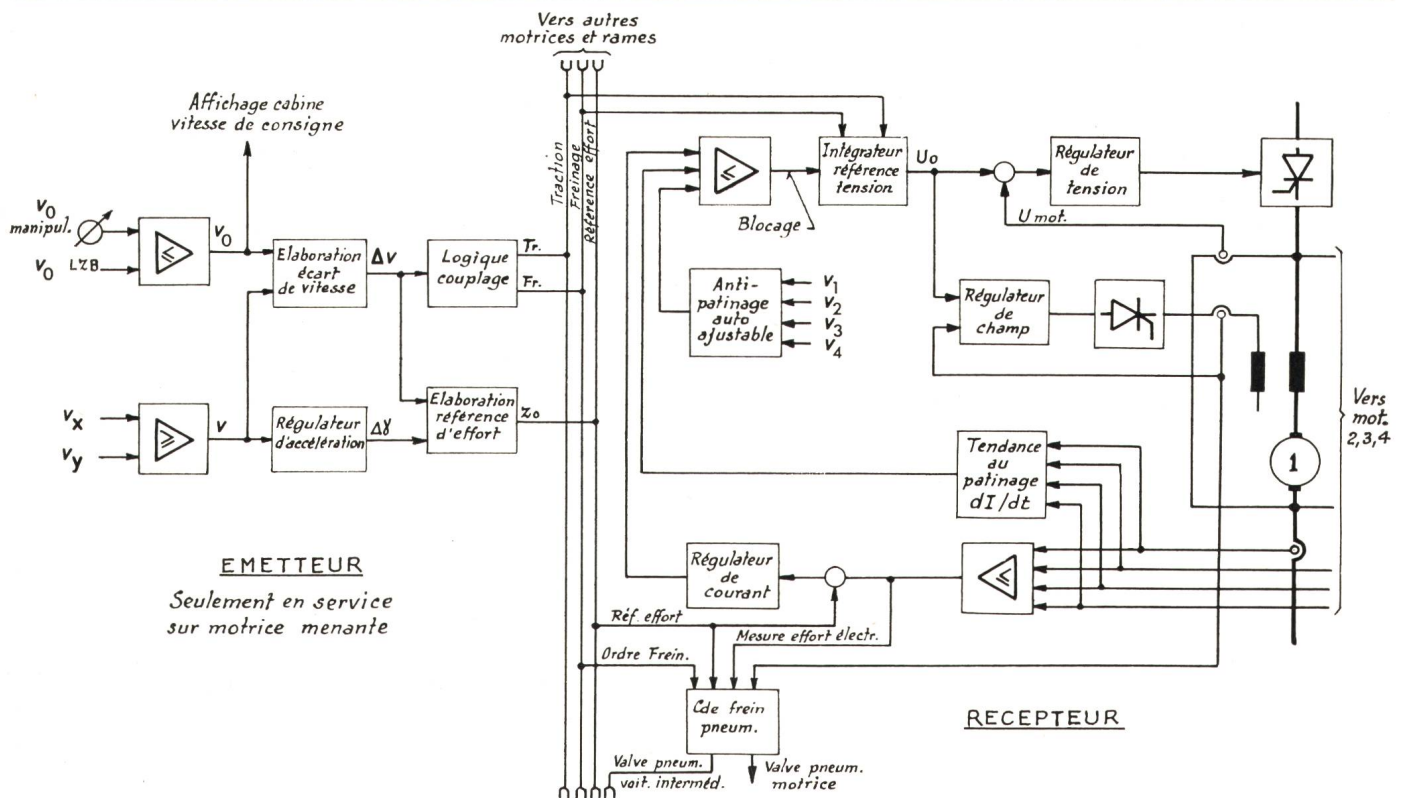 Vers autres
motrices et rames
Affichage cabine
vitesse de consigne
Traction
Freinage
Référence effort
v₀
manipul.
v₀ LZB
≤
v₀
Elaboration
écart
de vitesse
Δv
Logique
couplage
Tr.
Fr.
vₓ
vy
≥
v
Régulateur
d'accélération
Δγ
Elaboration
référence
d'effort
Zo
EMETTEUR
Seulement en service
sur motrice menante
≤
Blocage
Intégrateur
référence
tension
Uo
Régulateur
de
tension
U mot.
Anti-
patinage
auto
ajustable
v₁
v₂
v₃
v₄
Régulateur
de
champ
Tendance
au
patinage
dI/dt
1
Vers
mot.
2,3,4
Régulateur
de
courant
≤
Réf. effort
Mesure effort électr.
Ordre Frein.
Cde frein
pneum.
RECEPTEUR
Valve pneum.
voit. interméd.
Valve pneum.
motrice